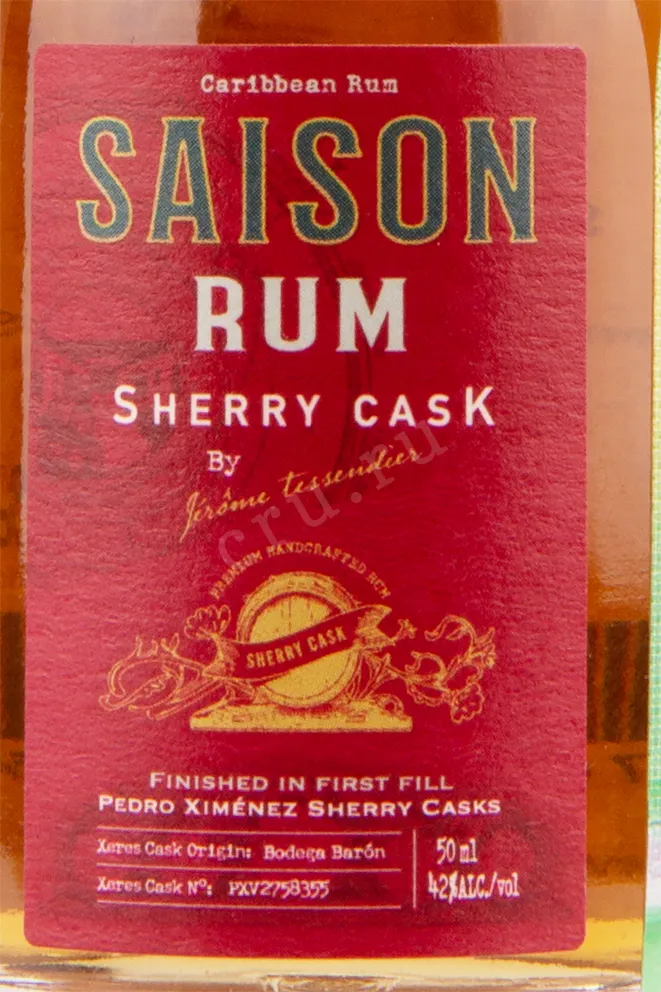 Caribbean Rum
SAISON
RUM
SHERRY CASK
By
Jérôme tessendier
cru.ru
PREMIUM HANDCRAFTED RUM
SHERRY CASK
FINISHED IN FIRST FILL
PEDRO XIMÉNEZ SHERRY CASKS
Xeres Cask Origin: Bodega Barón
Xeres Cask Nº: PXV2758355
50 ml
42%ALC./vol